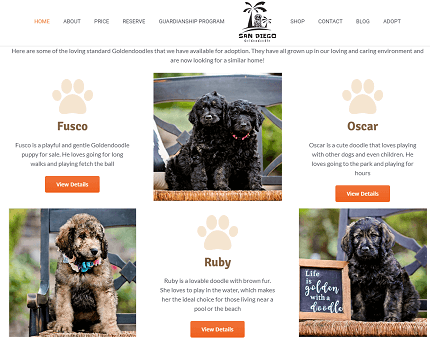 HOME ABOUT PRICE RESERVE GUARDIANSHIP PROGRAM SHOP CONTACT BLOG ADOPT
SAN DIEGO
Goldendoodle
Here are some of the loving standard Goldendoodles that we have available for adoption. They have all grown up in our loving and caring environment and
are now looking for a similar home!
Fusco
Fusco is a playful and gentle Goldendoodle
puppy for sale. He loves going for long
walks and playing fetch the ball
View Details
Oscar
Oscar is a cute doodle that loves playing
with other dogs and even children. He
loves going to the park and playing for
hours
View Details
Ruby
Ruby is a lovable doodle with brown fur.
She loves to play in the water, which makes
her the ideal choice for those living near a
pool or the beach
View Details
Life
is
golden
with a
doodle